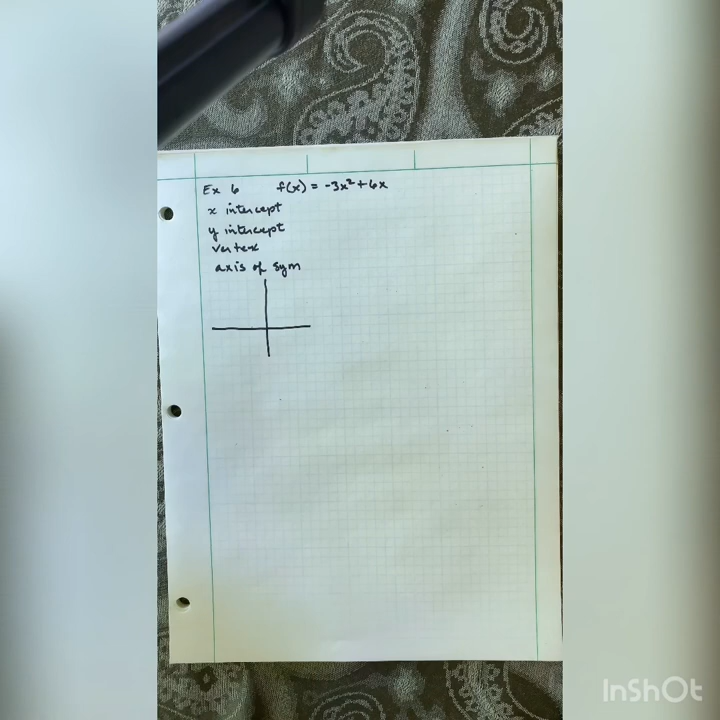 Ex 6 f(x) = -3x²+6x
x intercept
y intercept
vertex
axis of sym
InShOt